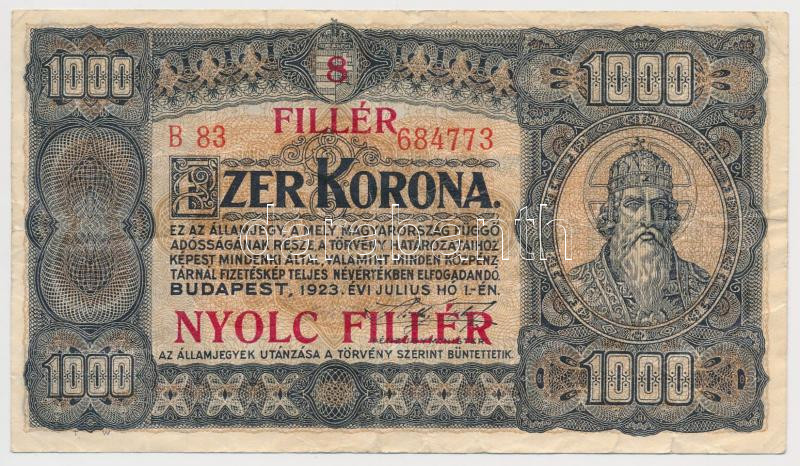 1000 1000
8
FILLÉR
B 83 684773
EZER KORONA.
EZ AZ ÁLLAMJEGY, A MELY MAGYARORSZÁG FÜGGŐ
ADÓSSÁGÁNAK RÉSZE, A TÖRVÉNY HATÁROZATAIHOZ
KÉPEST MINDENKI ÁLTAL VALAMINT MINDEN KÖZPÉNZ
TÁRNÁL FIZETÉSKÉP TELJES NÉVÉRTÉKBEN ELFOGADANDÓ.
BUDAPEST, 1923. ÉVI JÚLIUS HÓ 1.-ÉN.
NYOLC FILLÉR
AZ ÁLLAMJEGYEK UTÁNZÁSA A TÖRVÉNY SZERINT BÜNTETTETIK.
1000 1000